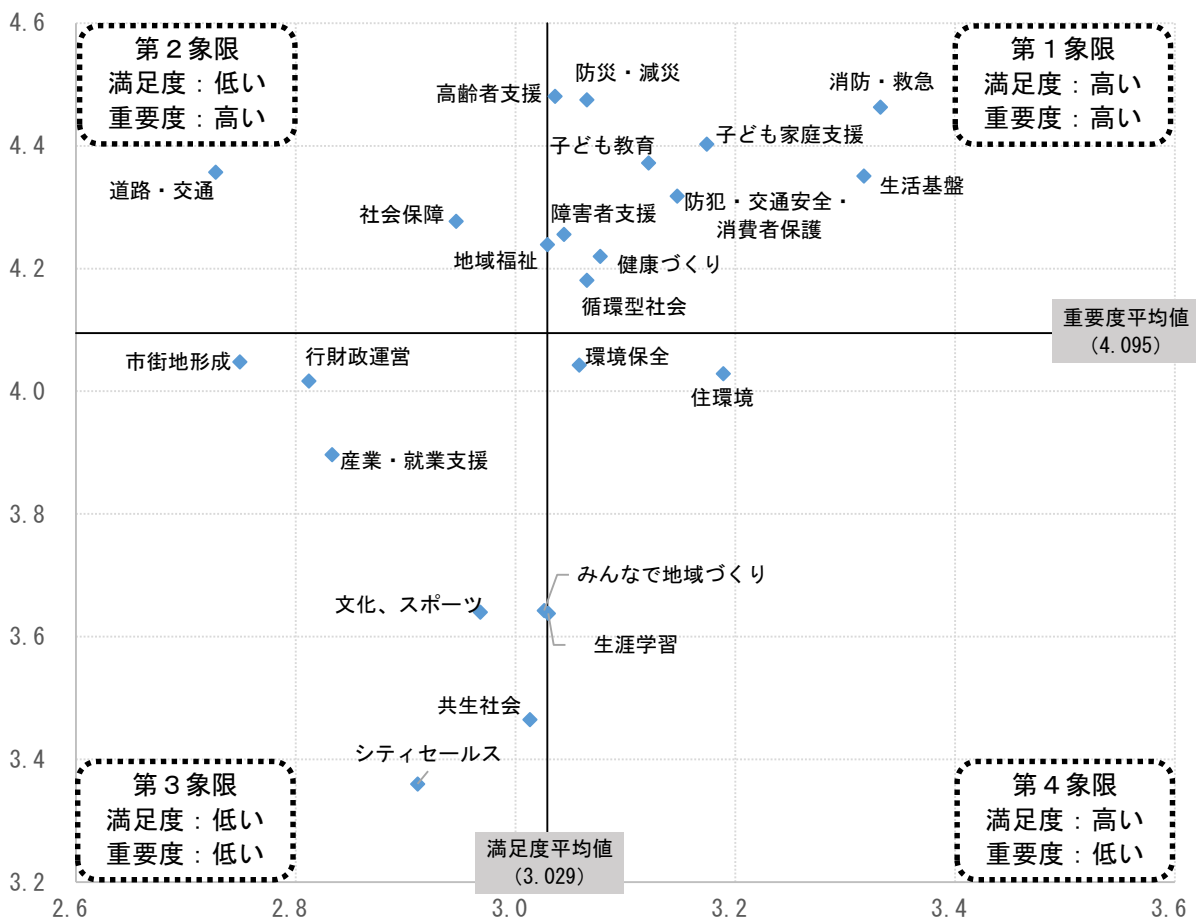 4.6
第２象限
満足度：低い
重要度：高い
第１象限
満足度：高い
重要度：高い
防災・減災
高齢者支援
消防・救急
4.4
子ども教育
子ども家庭支援
道路・交通
生活基盤
社会保障
障害者支援
防犯・交通安全・
消費者保護
4.2
地域福祉
健康づくり
循環型社会
重要度平均値
（4.095）
市街地形成
行財政運営
環境保全
4.0
住環境
産業・就業支援
3.8
みんなで地域づくり
文化、スポーツ
3.6
生涯学習
共生社会
3.4
シティセールス
第３象限
満足度：低い
重要度：低い
第４象限
満足度：高い
重要度：低い
満足度平均値
（3.029）
3.2
2.6
2.8
3.0
3.2
3.4
3.6